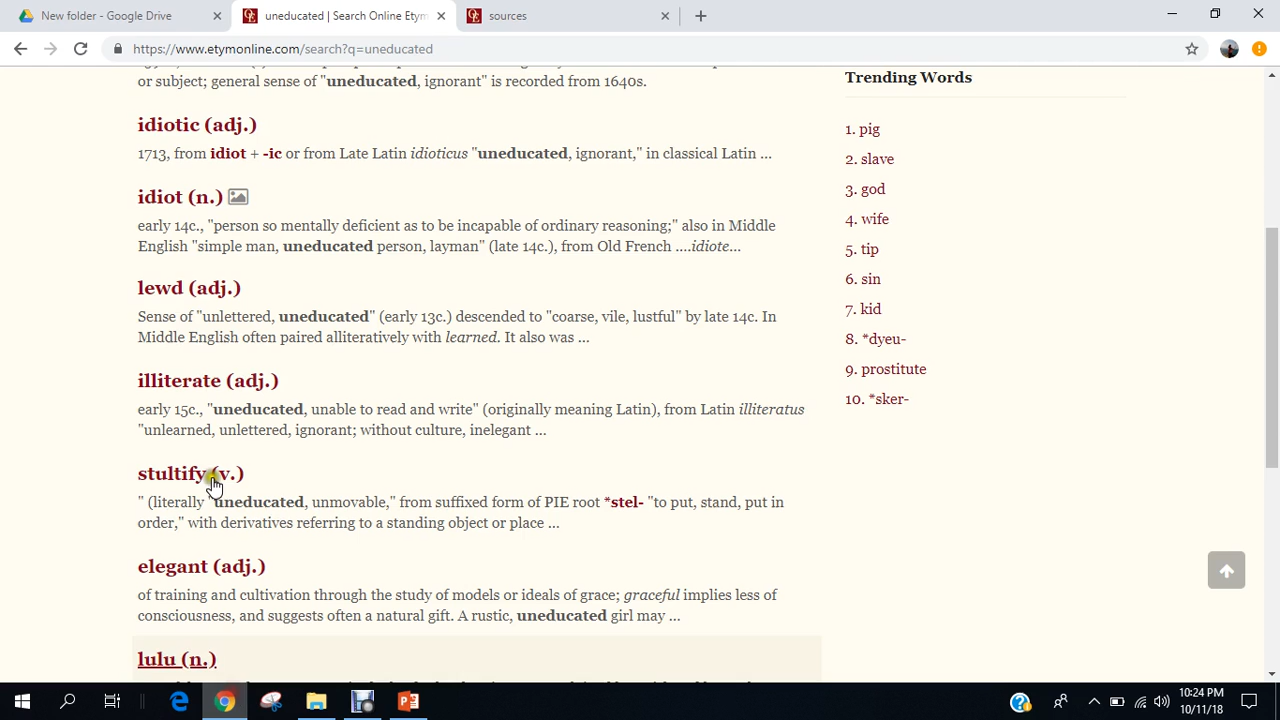 New folder - Google Drive
uneducated | Search Online Etym
sources
https://www.etymonline.com/search?q=uneducated
or subject; general sense of "uneducated, ignorant" is recorded from 1640s.
idiotic (adj.)
1713, from idiot + -ic or from Late Latin idioticus "uneducated, ignorant," in classical Latin ...
idiot (n.)
early 14c., "person so mentally deficient as to be incapable of ordinary reasoning;" also in Middle
English "simple man, uneducated person, layman" (late 14c.), from Old French ....idiote...
lewd (adj.)
Sense of "unlettered, uneducated" (early 13c.) descended to "coarse, vile, lustful" by late 14c. In
Middle English often paired alliteratively with learned. It also was ...
illiterate (adj.)
early 15c., "uneducated, unable to read and write" (originally meaning Latin), from Latin illiteratus
"unlearned, unlettered, ignorant; without culture, inelegant ...
stultify (v.)
" (literally "uneducated, unmovable," from suffixed form of PIE root *stel- "to put, stand, put in
order," with derivatives referring to a standing object or place ...
elegant (adj.)
of training and cultivation through the study of models or ideals of grace; graceful implies less of
consciousness, and suggests often a natural gift. A rustic, uneducated girl may ...
lulu (n.)
Trending Words
1. pig
2. slave
3. god
4. wife
5. tip
6. sin
7. kid
8. *dyeu-
9. prostitute
10. *sker-
10:24 PM
10/11/18